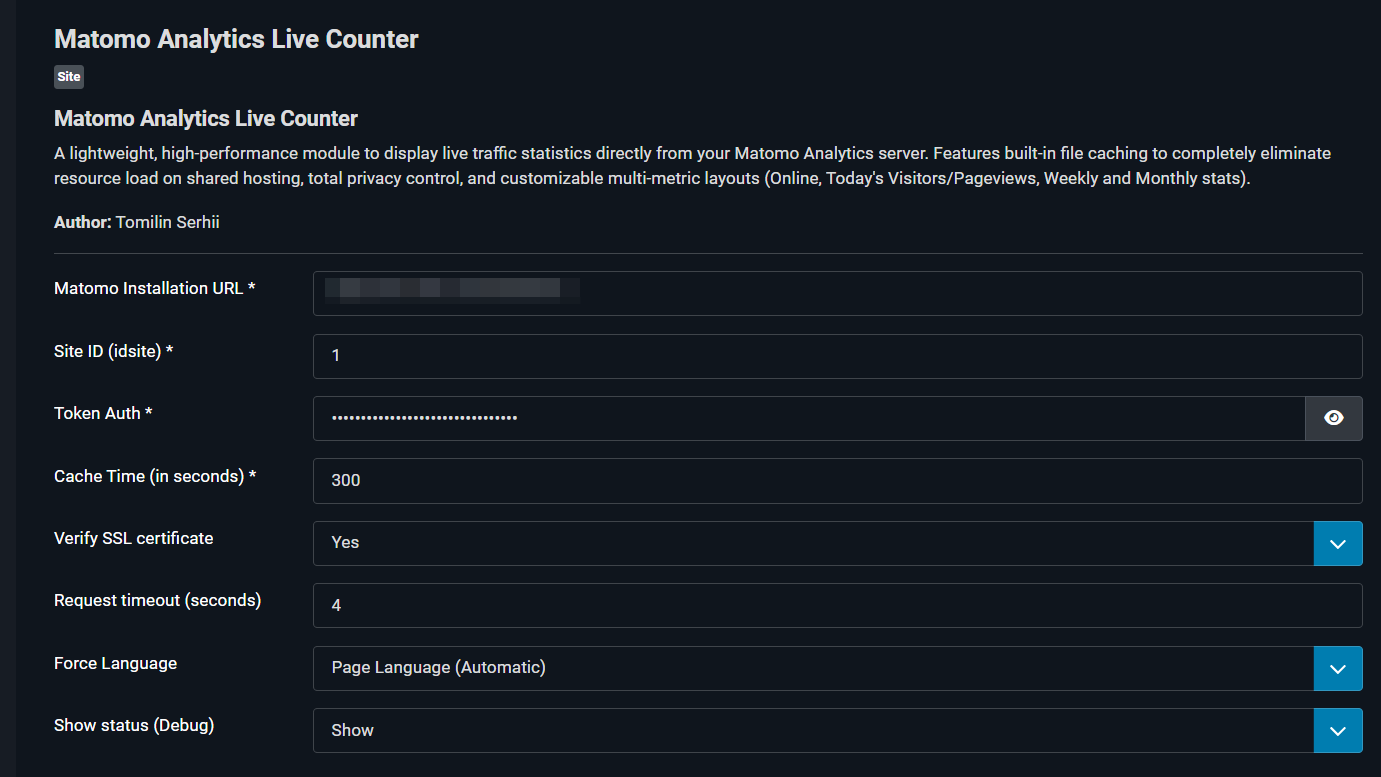 Matomo Analytics Live Counter
Site
Matomo Analytics Live Counter
A lightweight, high-performance module to display live traffic statistics directly from your Matomo Analytics server. Features built-in file caching to completely eliminate
resource load on shared hosting, total privacy control, and customizable multi-metric layouts (Online, Today's Visitors/Pageviews, Weekly and Monthly stats).
Author: Tomilin Serhii
Matomo Installation URL *
Site ID (idsite) *
1
Token Auth *
••••••••••••••••••••••••••••••••
Cache Time (in seconds) *
300
Verify SSL certificate
Yes
Request timeout (seconds)
4
Force Language
Page Language (Automatic)
Show status (Debug)
Show